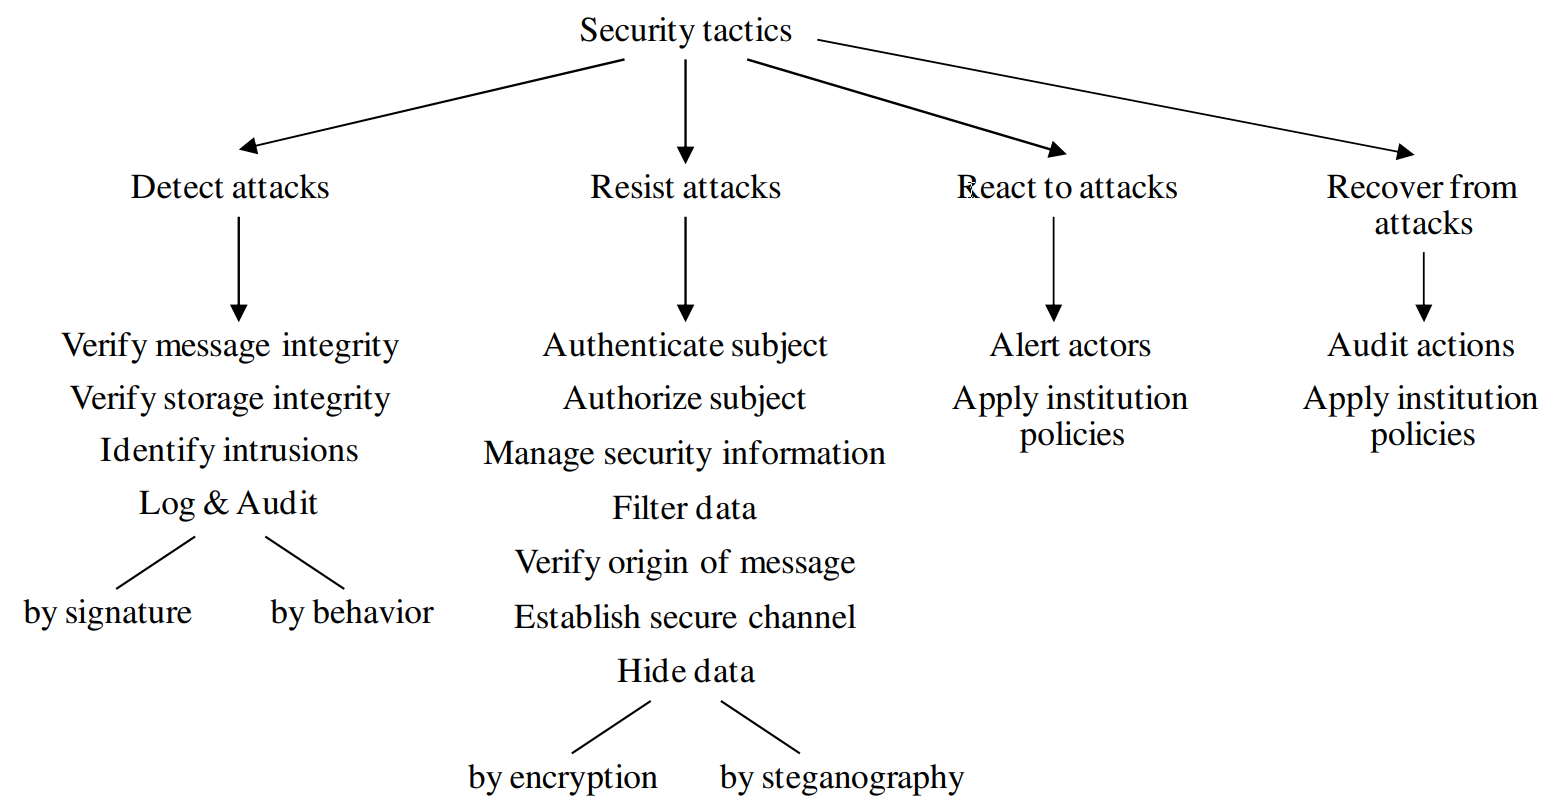 Security tactics
Detect attacks
Resist attacks
React to attacks
Recover from
attacks
Verify message integrity
Verify storage integrity
Identify intrusions
Log & Audit
by signature
by behavior
Authenticate subject
Authorize subject
Manage security information
Filter data
Verify origin of message
Establish secure channel
Hide data
by encryption
by steganography
Alert actors
Apply institution
policies
Audit actions
Apply institution
policies